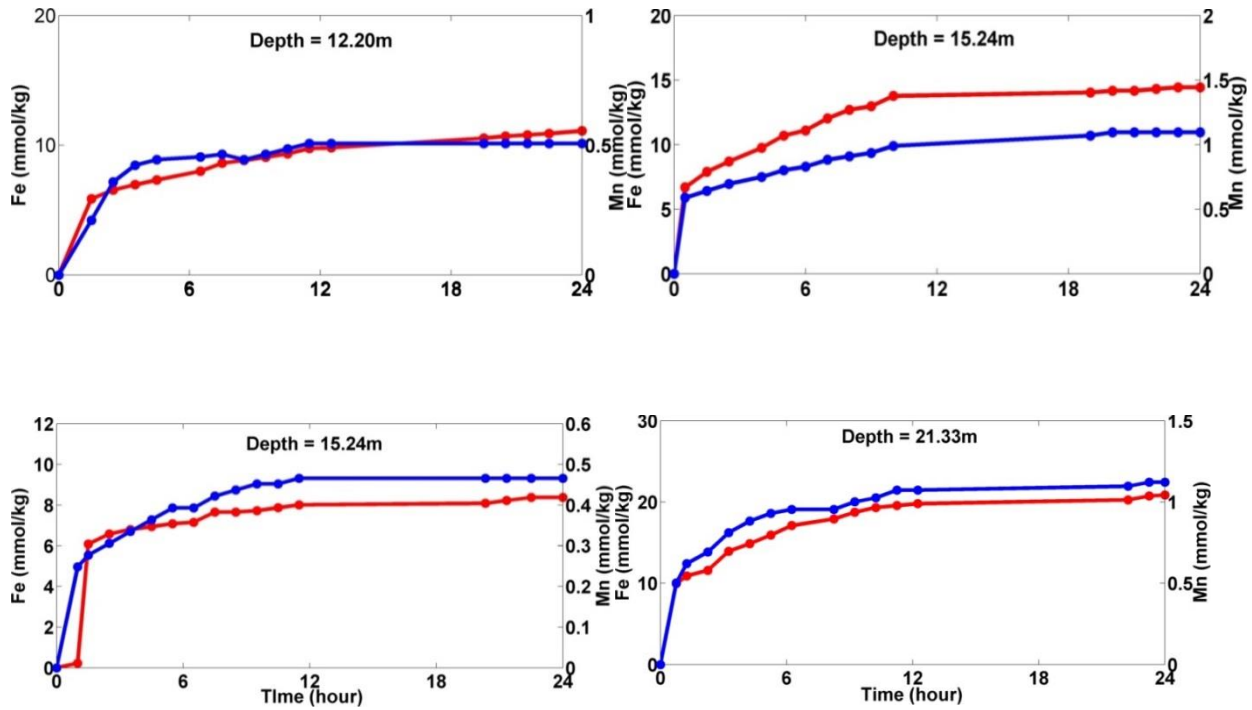 20
10
0
Fe (mmol/kg)
Depth = 12.20m
1
0.5
0
Mn (mmol/kg)
0 6 12 18 24
20
15
10
5
0
Fe (mmol/kg)
Depth = 15.24m
2
1.5
1
0.5
0
Mn (mmol/kg)
0 6 12 18 24
12
10
8
6
4
2
0
Fe (mmol/kg)
Depth = 15.24m
0.6
0.5
0.4
0.3
0.2
0.1
0
Mn (mmol/kg)
0 6 12 18 24
TIme (hour)
30
20
10
0
Fe (mmol/kg)
Depth = 21.33m
1.5
1
0.5
0
Mn (mmol/kg)
0 6 12 18 24
Time (hour)